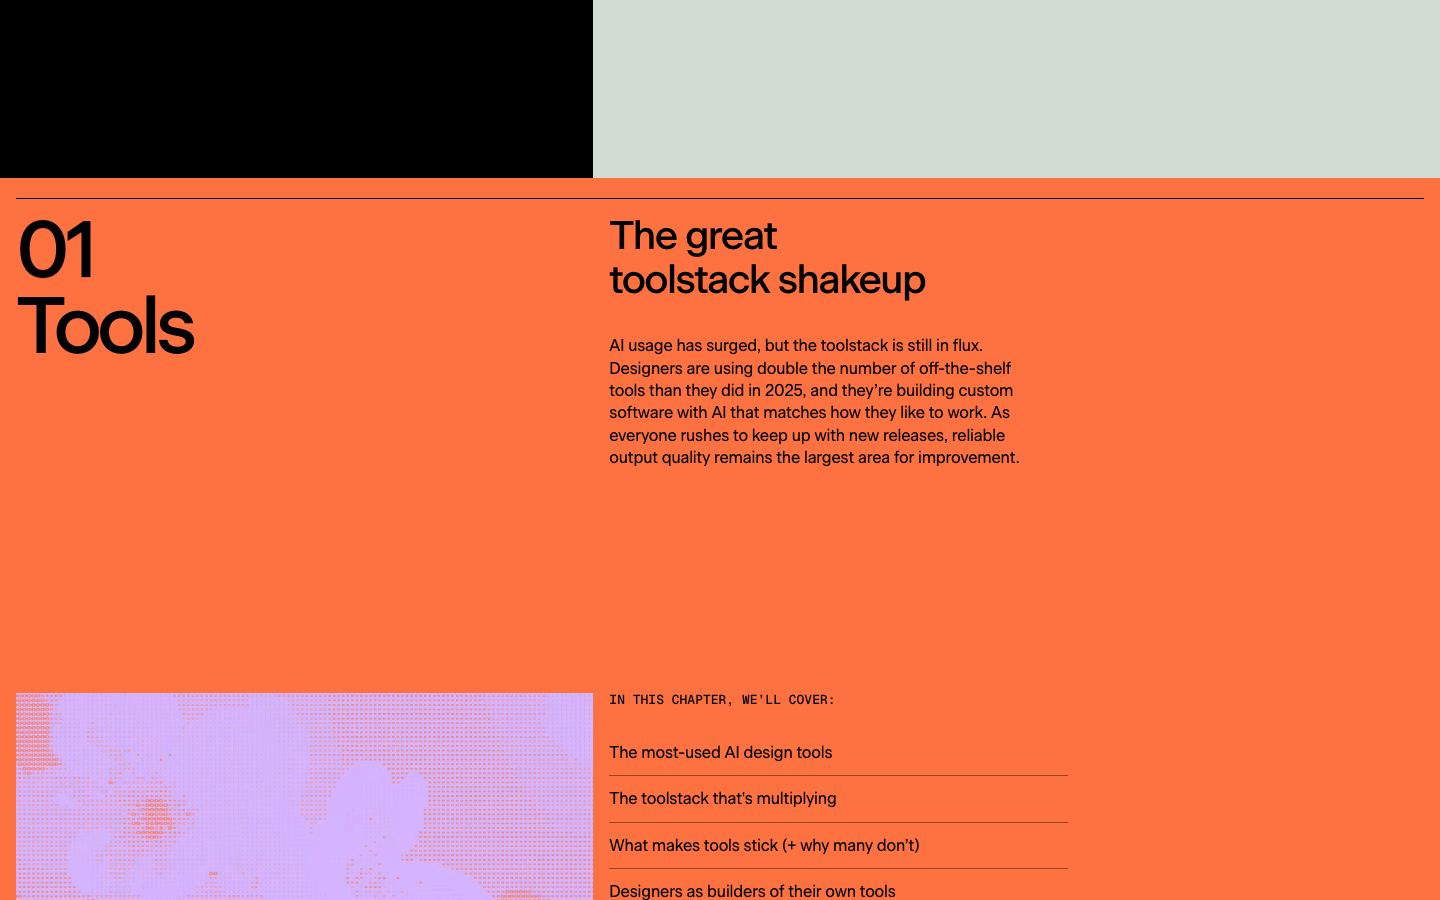 01
Tools
The great
toolstack shakeup
AI usage has surged, but the toolstack is still in flux.
Designers are using double the number of off-the-shelf
tools than they did in 2025, and they’re building custom
software with AI that matches how they like to work. As
everyone rushes to keep up with new releases, reliable
output quality remains the largest area for improvement.
IN THIS CHAPTER, WE'LL COVER:
The most-used AI design tools
The toolstack that’s multiplying
What makes tools stick (+ why many don’t)
Designers as builders of their own tools